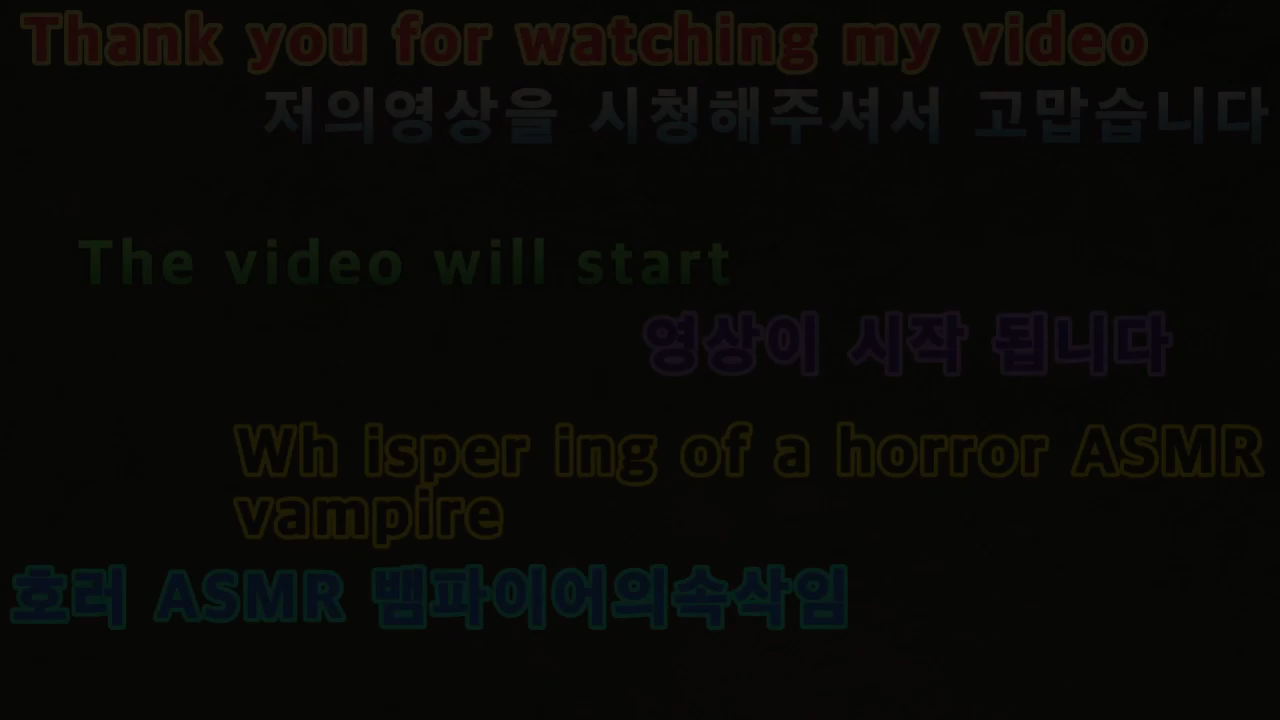 Thank you for watching my video
저의영상을 시청해주셔서 고맙습니다
The video will start
영상이 시작 됩니다
Wh isper ing of a horror ASMR
vampire
호러 ASMR 뱀파이어의속삭임